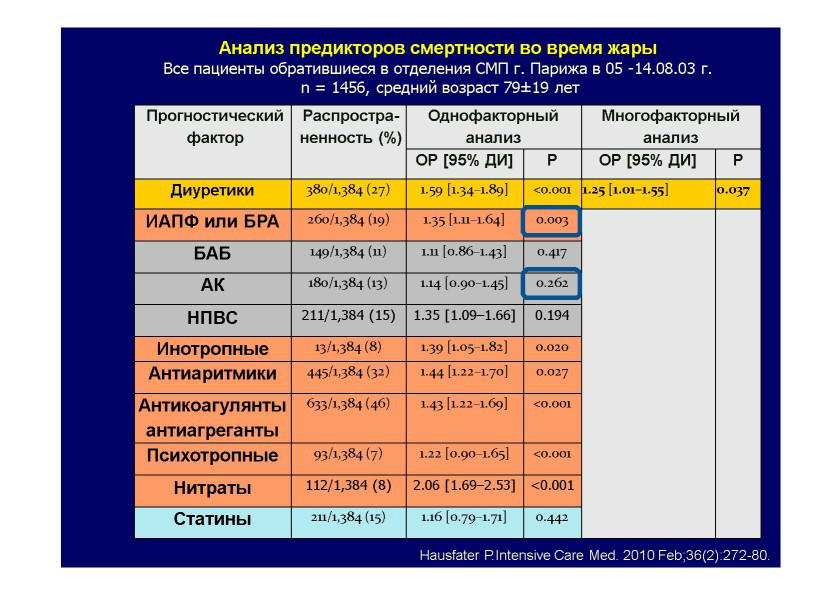 Анализ предикторов смертности во время жары
Все пациенты обратившиеся в отделения СМП г. Парижа в 05 -14.08.03 г.
n = 1456, средний возраст 79±19 лет
Прогностический фактор Распростра-ненность (%) Однофакторный анализ Многофакторный анализ
ОР [95% ДИ] Р ОР [95% ДИ] Р
Диуретики 380/1,384 (27) 1.59 [1.34–1.89] <0.001 1.25 [1.01–1.55] 0.037
ИАПФ или БРА 260/1,384 (19) 1.35 [1.11–1.64] 0.003
БАБ 149/1,384 (11) 1.11 [0.86–1.43] 0.417
АК 180/1,384 (13) 1.14 [0.90–1.45] 0.262
НПВС 211/1,384 (15) 1.35 [1.09–1.66] 0.194
Инотропные 13/1,384 (8) 1.39 [1.05–1.82] 0.020
Антиаритмики 445/1,384 (32) 1.44 [1.22–1.70] 0.027
Антикоагулянты антиагреганты 633/1,384 (46) 1.43 [1.22–1.69] <0.001
Психотропные 93/1,384 (7) 1.22 [0.90–1.65] <0.001
Нитраты 112/1,384 (8) 2.06 [1.69–2.53] <0.001
Статины 211/1,384 (15) 1.16 [0.79–1.71] 0.442
Hausfater P.Intensive Care Med. 2010 Feb;36(2):272-80.